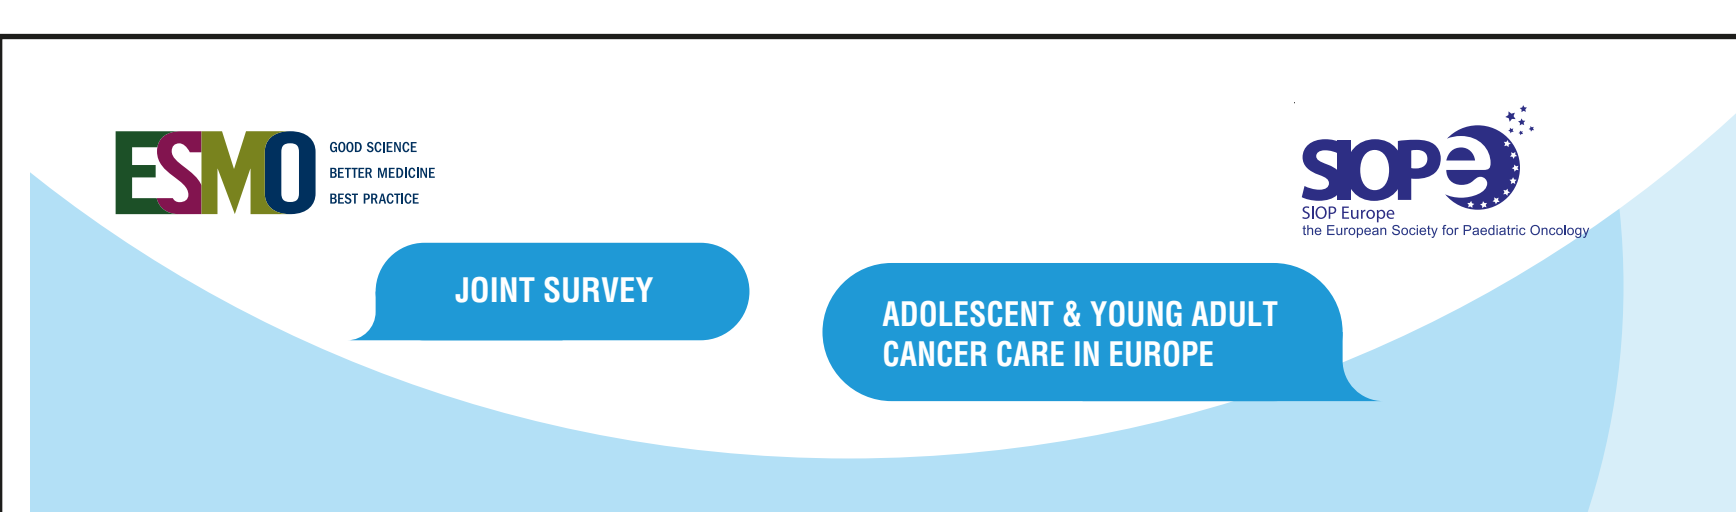 ESMO
GOOD SCIENCE
BETTER MEDICINE
BEST PRACTICE
SIOPe
SIOP Europe
the European Society for Paediatric Oncology
JOINT SURVEY
ADOLESCENT & YOUNG ADULT
CANCER CARE IN EUROPE